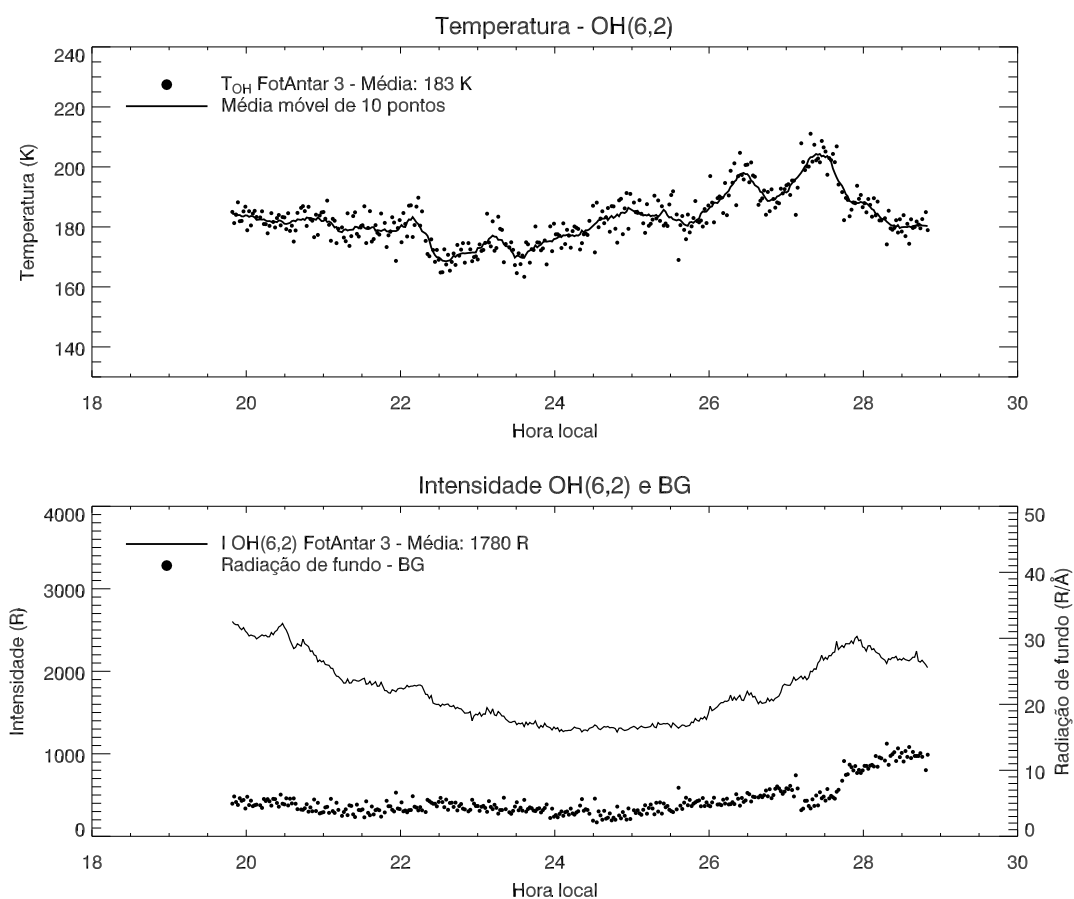 Temperatura - OH(6,2)
240
220
200
180
160
140
Temperatura (K)
T_OH FotAntar 3 - Média: 183 K
Média móvel de 10 pontos
18 20 22 24 26 28 30
Hora local
Intensidade OH(6,2) e BG
4000
3000
2000
1000
0
Intensidade (R)
I OH(6,2) FotAntar 3 - Média: 1780 R
Radiação de fundo - BG
50
40
30
20
10
0
Radiação de fundo (R/Å)
18 20 22 24 26 28 30
Hora local